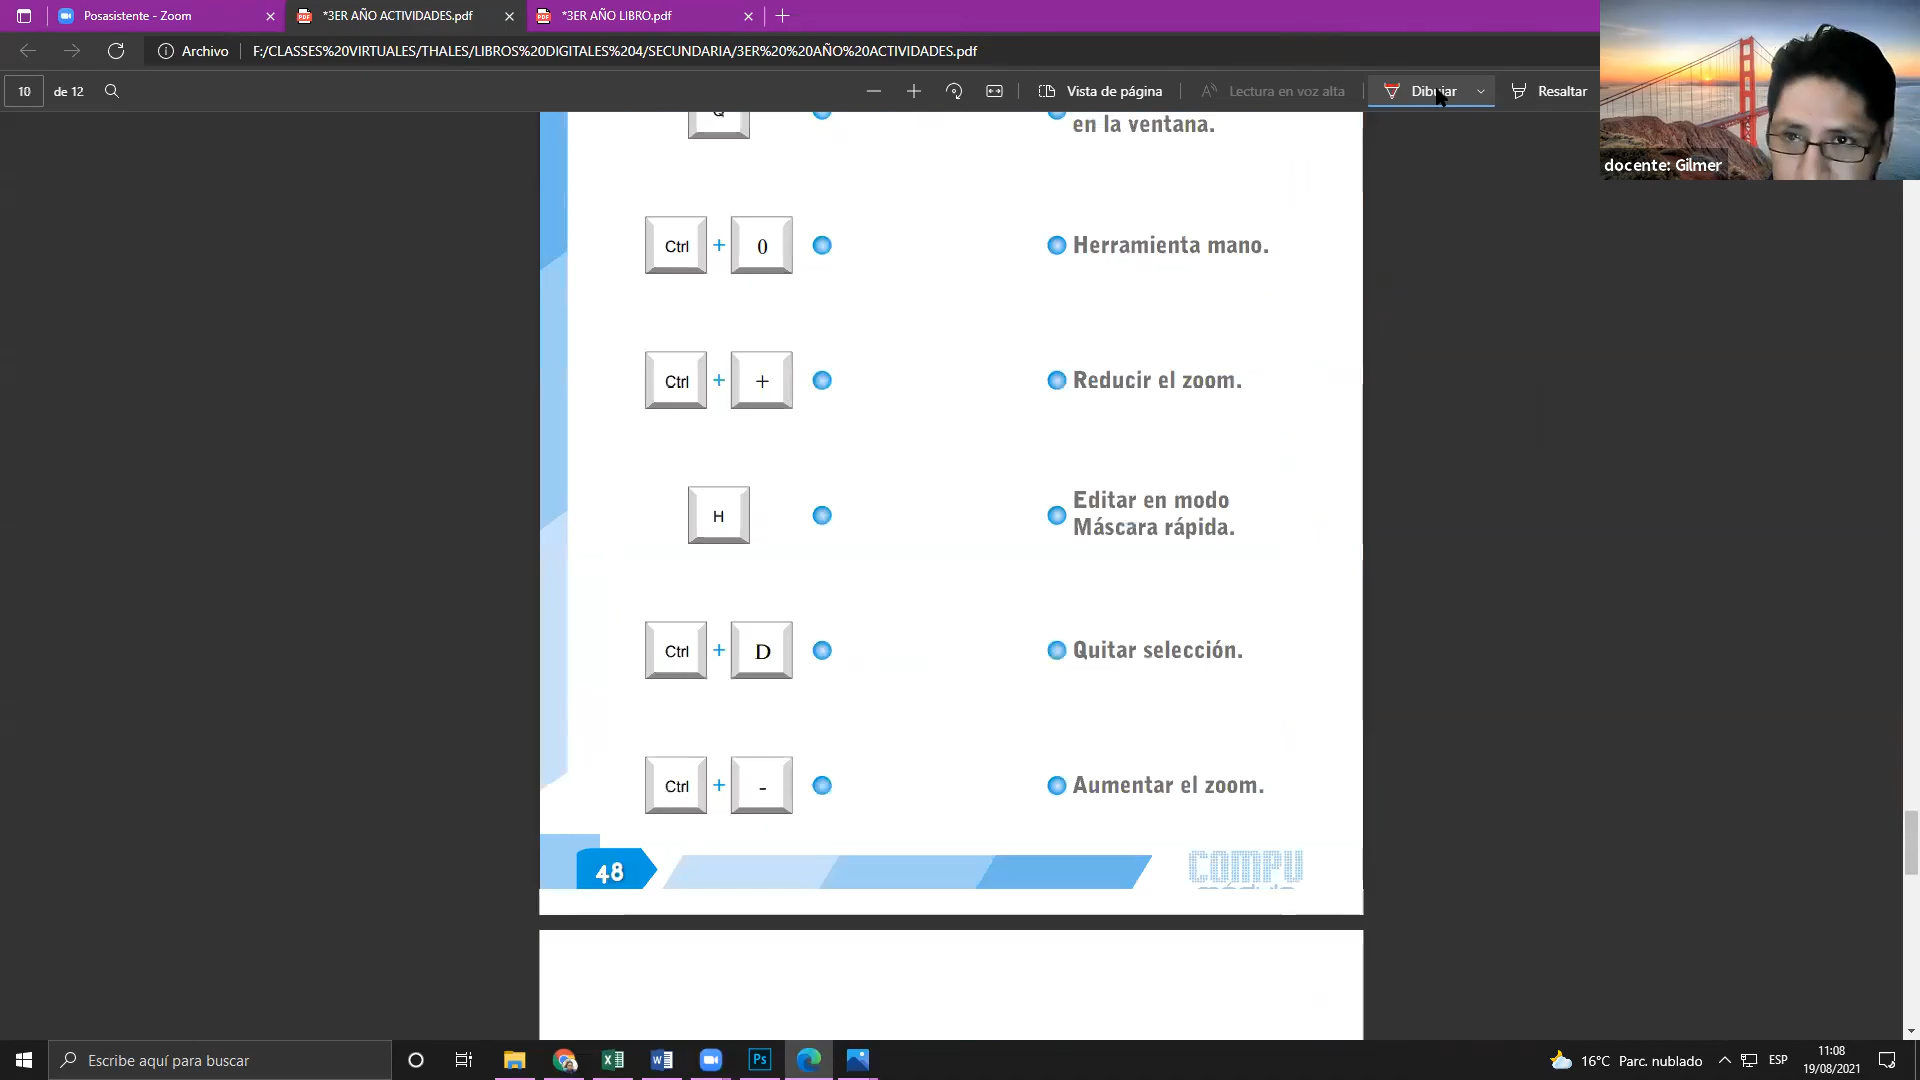 Posasistente - Zoom
*3ER AÑO ACTIVIDADES.pdf
*3ER AÑO LIBRO.pdf
Archivo
F:/CLASSES%20VIRTUALES/THALES/LIBROS%20DIGITALES%204/SECUNDARIA/3ER%20%20AÑO%20ACTIVIDADES.pdf
10 de 12
Vista de página
Lectura en voz alta
Dibujar
Resaltar
docente: Gilmer
Q
en la ventana.
Ctrl + 0
Herramienta mano.
Ctrl + +
Reducir el zoom.
H
Editar en modo
Máscara rápida.
Ctrl + D
Quitar selección.
Ctrl + -
Aumentar el zoom.
48
COMPU
Escribe aquí para buscar
Ps
16°C Parc. nublado
ESP
11:08
19/08/2021